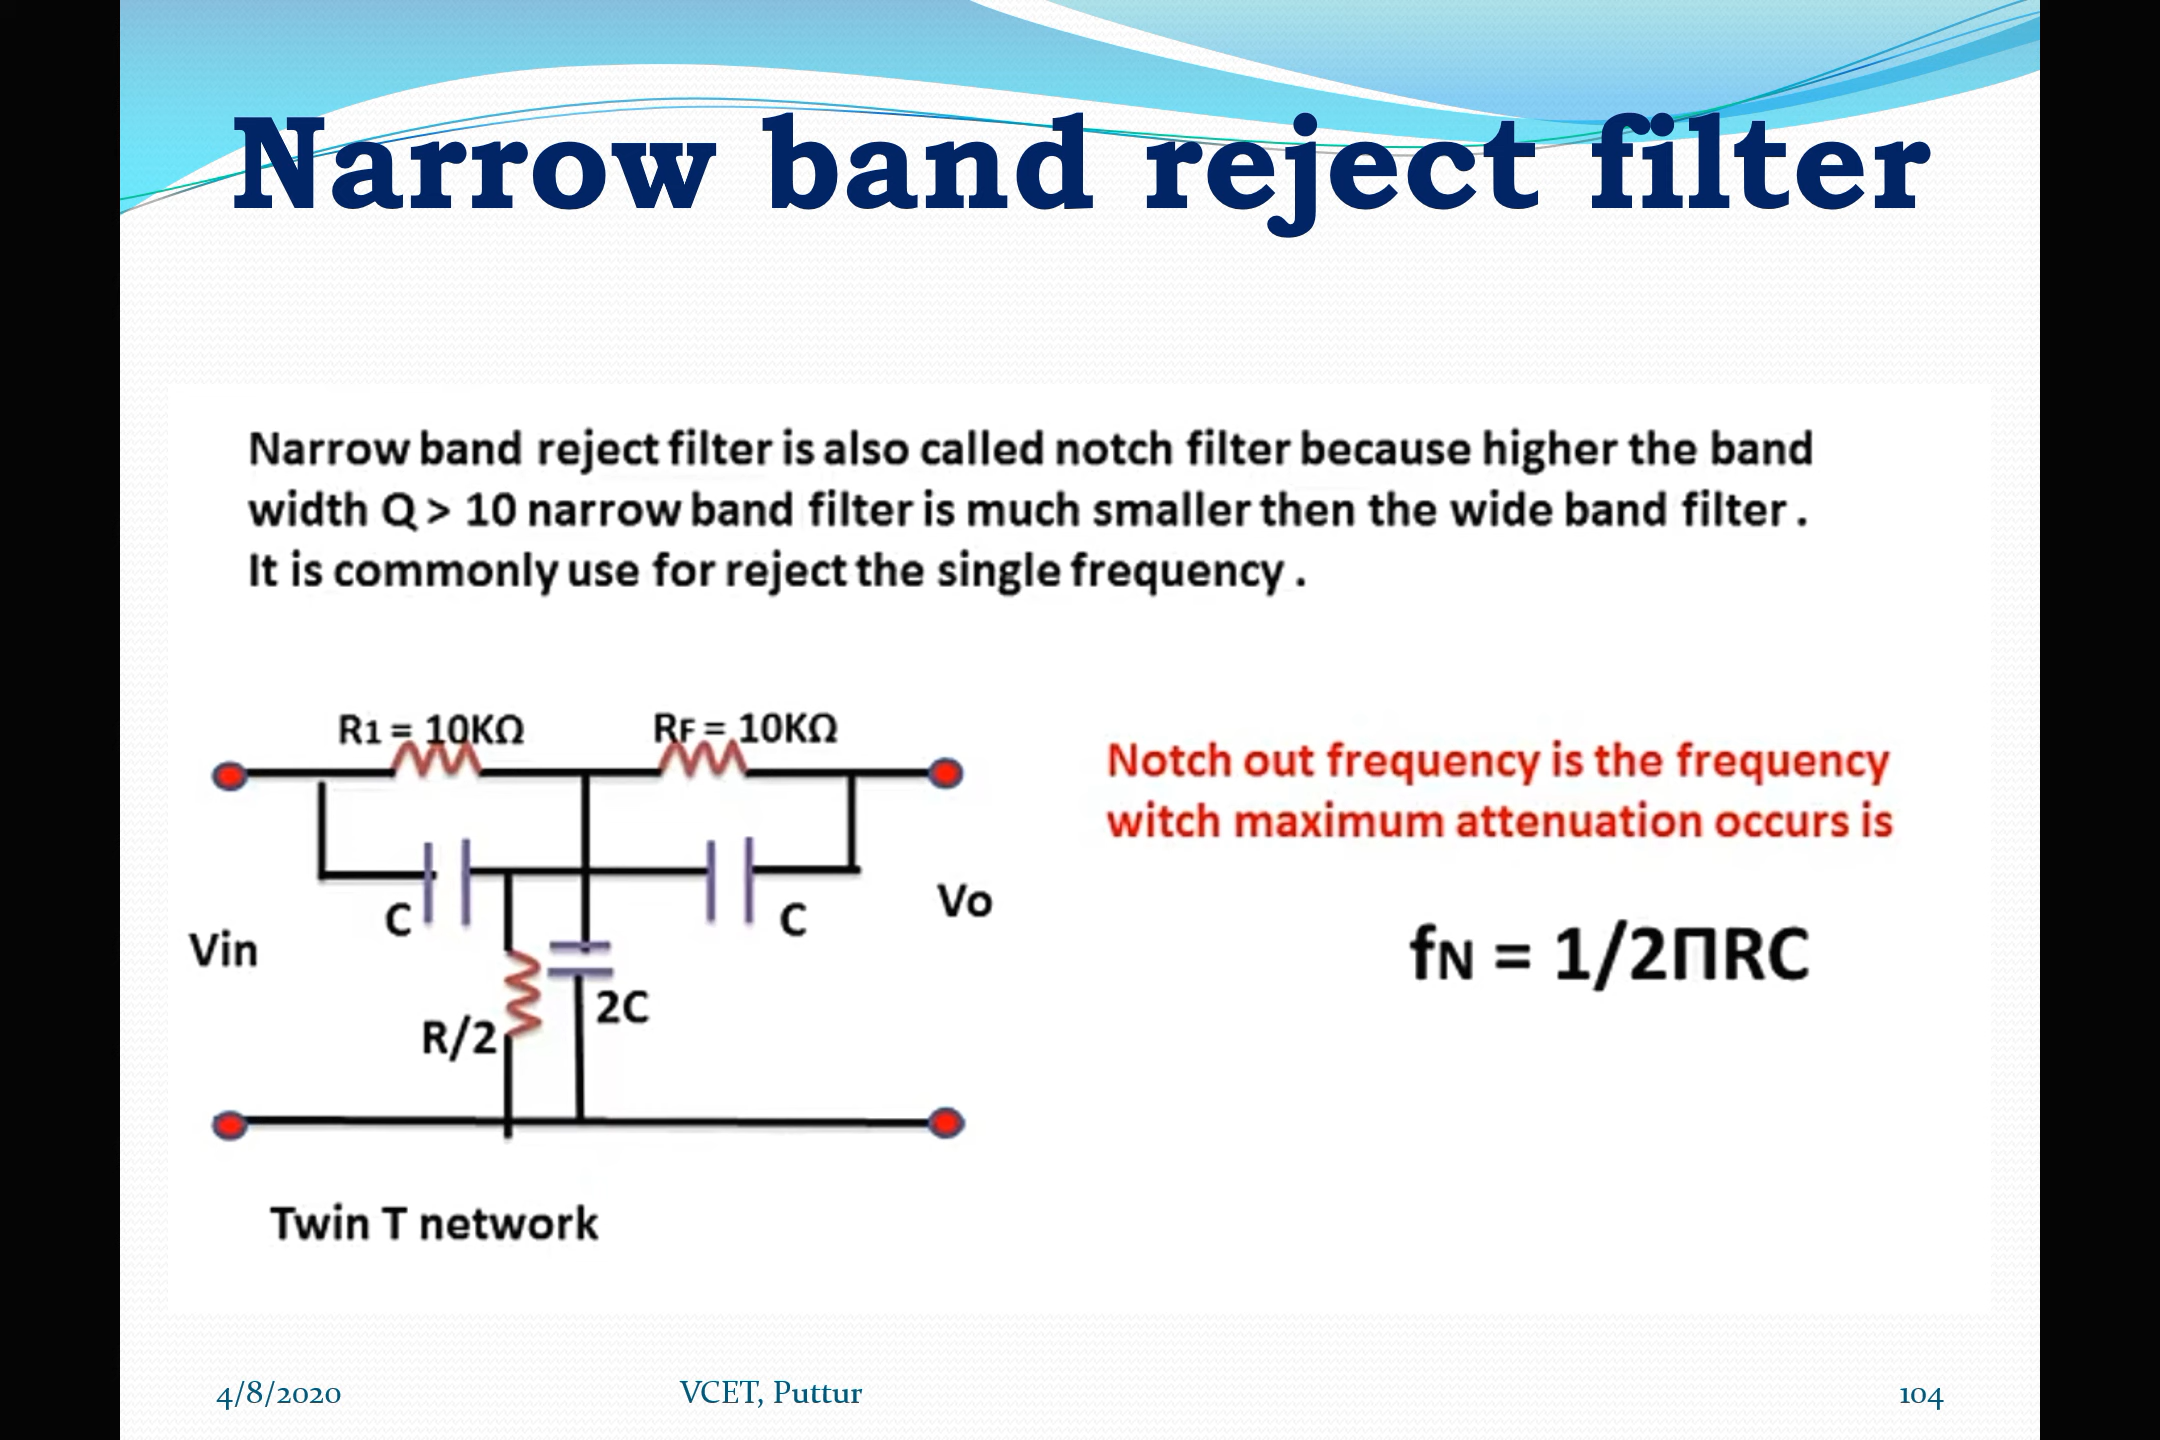 Narrow band reject filter
Narrow band reject filter is also called notch filter because higher the band
width Q > 10 narrow band filter is much smaller then the wide band filter .
It is commonly use for reject the single frequency .
R1 = 10KΩ
RF = 10KΩ
Notch out frequency is the frequency
witch maximum attenuation occurs is
C
C
Vo
Vin
fN = 1/2ΠRC
2C
R/2
Twin T network
4/8/2020
VCET, Puttur
104